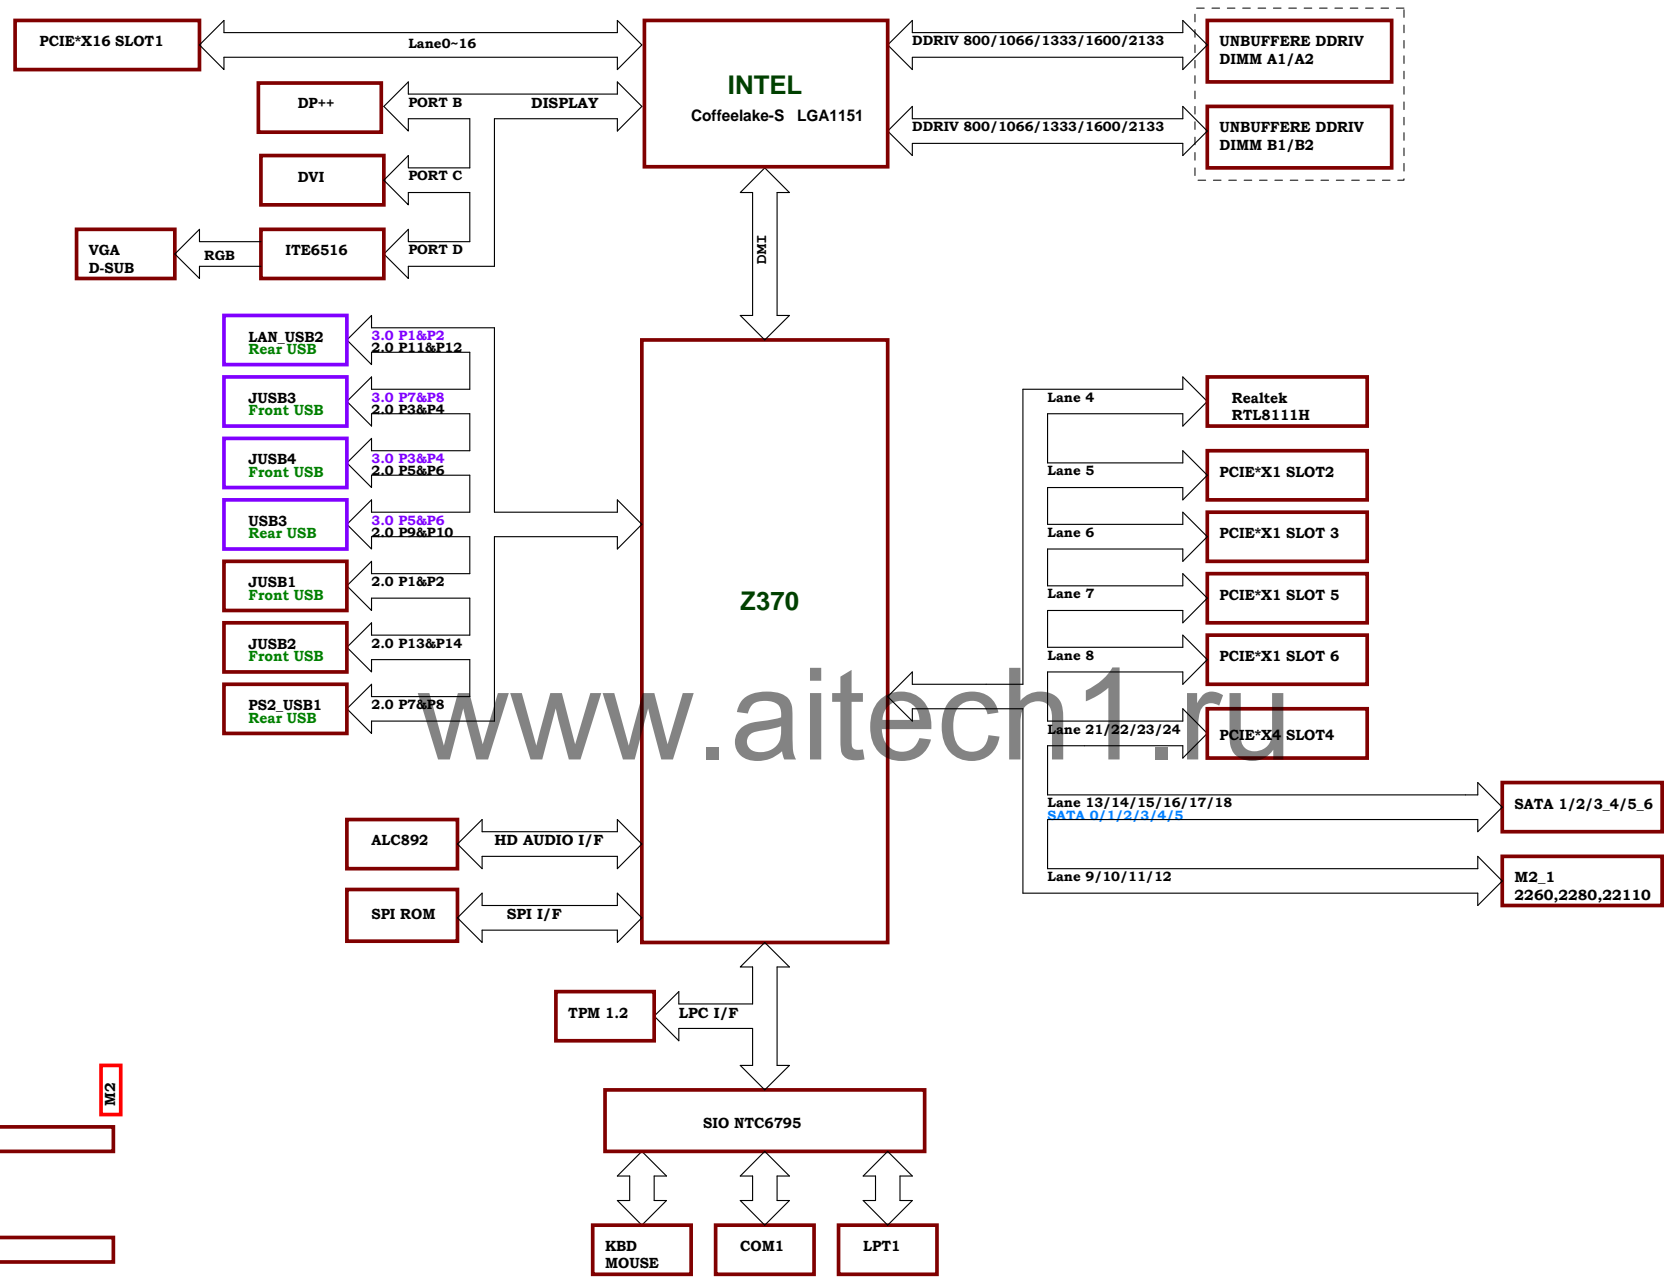 PCIE*X16 SLOT1
Lane0~16
INTEL
Coffeelake-S LGA1151
DDRIV 800/1066/1333/1600/2133
UNBUFFERE DDRIV
DIMM A1/A2
DDRIV 800/1066/1333/1600/2133
UNBUFFERE DDRIV
DIMM B1/B2
DP++
PORT B
DISPLAY
DVI
PORT C
VGA
D-SUB
RGB
ITE6516
PORT D
DMI
LAN_USB2
Rear USB
3.0 P1&P2
2.0 P11&P12
JUSB3
Front USB
3.0 P7&P8
2.0 P3&P4
JUSB4
Front USB
3.0 P3&P4
2.0 P5&P6
USB3
Rear USB
3.0 P5&P6
2.0 P9&P10
JUSB1
Front USB
2.0 P1&P2
JUSB2
Front USB
2.0 P13&P14
PS2_USB1
Rear USB
2.0 P7&P8
Z370
Lane 4
Realtek
RTL8111H
Lane 5
PCIE*X1 SLOT2
Lane 6
PCIE*X1 SLOT 3
Lane 7
PCIE*X1 SLOT 5
Lane 8
PCIE*X1 SLOT 6
Lane 21/22/23/24
PCIE*X4 SLOT4
www.aitech1.ru
Lane 13/14/15/16/17/18
SATA 0/1/2/3/4/5
SATA 1/2/3_4/5_6
Lane 9/10/11/12
M2_1
2260,2280,22110
ALC892
HD AUDIO I/F
SPI ROM
SPI I/F
TPM 1.2
LPC I/F
M2
SIO NTC6795
KBD
MOUSE
COM1
LPT1